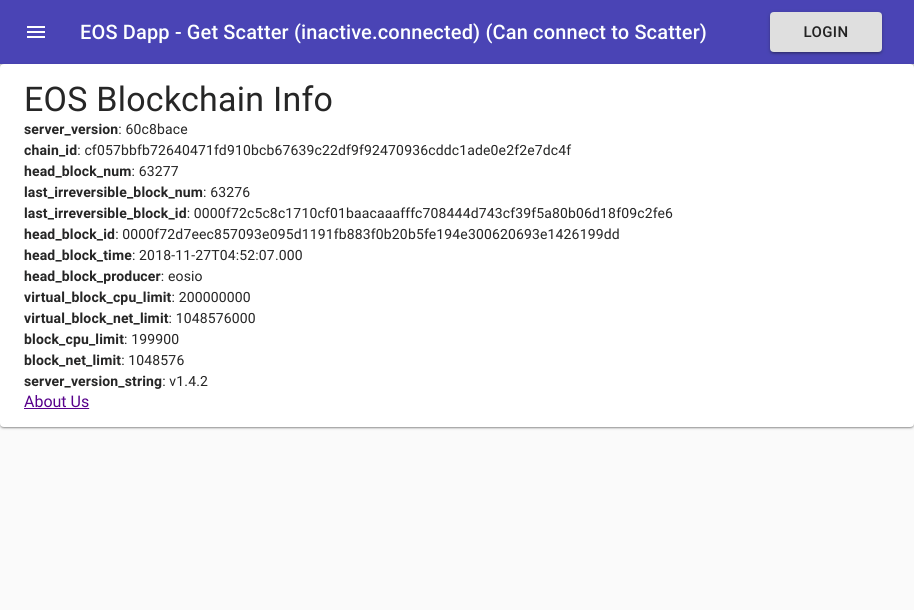 EOS Dapp - Get Scatter (inactive.connected) (Can connect to Scatter)
LOGIN
EOS Blockchain Info
server_version: 60c8bace
chain_id: cf057bbfb72640471fd910bcb67639c22df9f92470936cddc1ade0e2f2e7dc4f
head_block_num: 63277
last_irreversible_block_num: 63276
last_irreversible_block_id: 0000f72c5c8c1710cf01baacaaafffc708444d743cf39f5a80b06d18f09c2fe6
head_block_id: 0000f72d7eec857093e095d1191fb883f0b20b5fe194e300620693e1426199dd
head_block_time: 2018-11-27T04:52:07.000
head_block_producer: eosio
virtual_block_cpu_limit: 200000000
virtual_block_net_limit: 1048576000
block_cpu_limit: 199900
block_net_limit: 1048576
server_version_string: v1.4.2
About Us